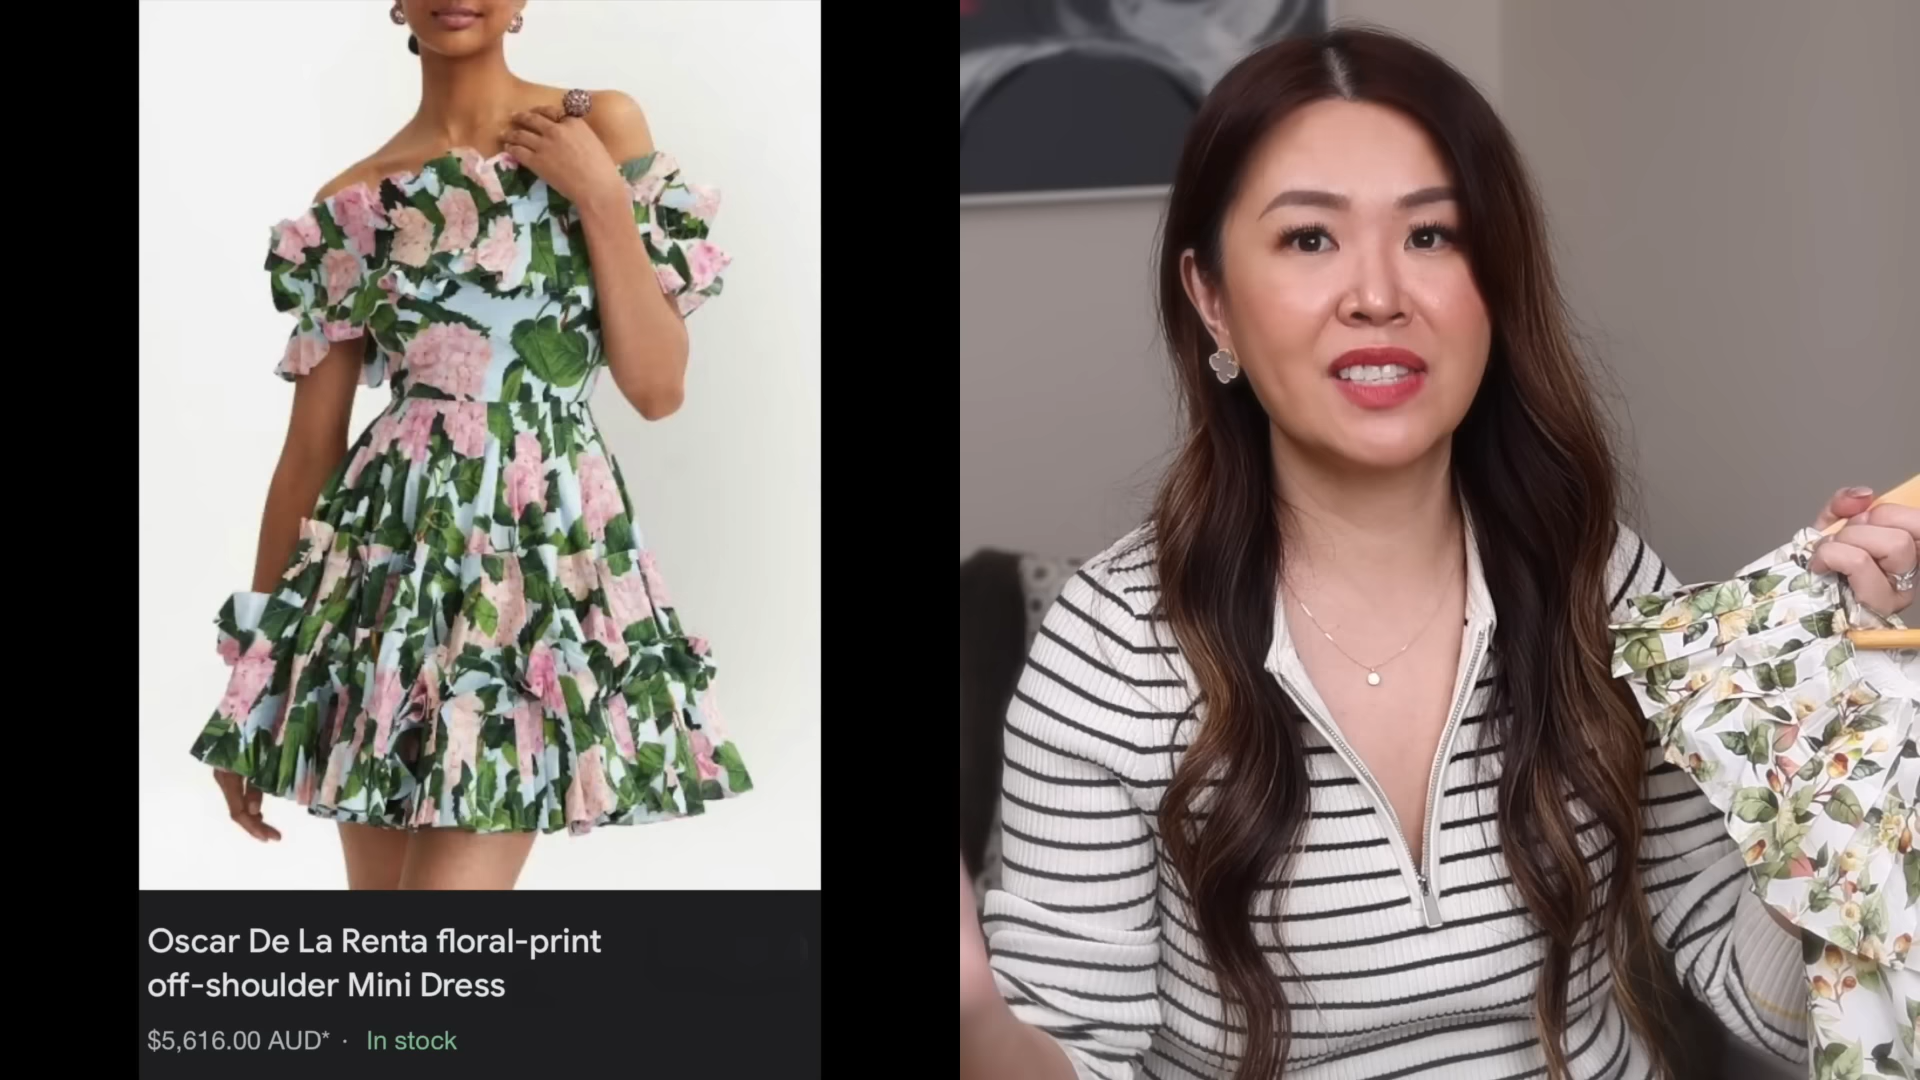 Oscar De La Renta floral-print
off-shoulder Mini Dress
$5,616.00 AUD* · In stock